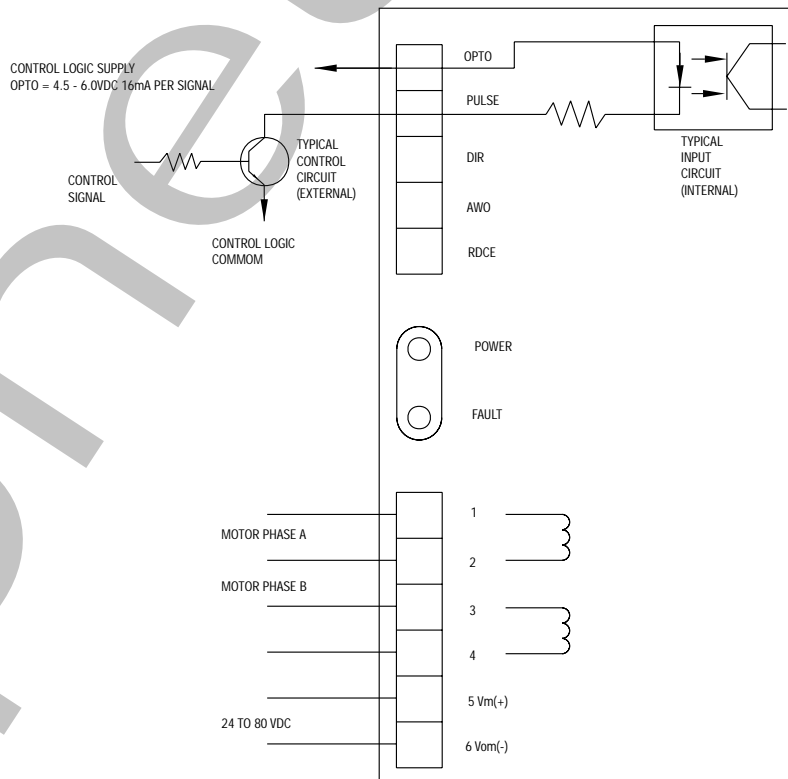 CONTROL LOGIC SUPPLY
OPTO = 4.5 - 6.0VDC 16mA PER SIGNAL
OPTO
PULSE
DIR
AWO
RDCE
TYPICAL
CONTROL
CIRCUIT
(EXTERNAL)
TYPICAL
INPUT
CIRCUIT
(INTERNAL)
CONTROL
SIGNAL
CONTROL LOGIC
COMMOM
POWER
FAULT
MOTOR PHASE A
MOTOR PHASE B
24 TO 80 VDC
1
2
3
4
5 Vm(+)
6 Vom(-)